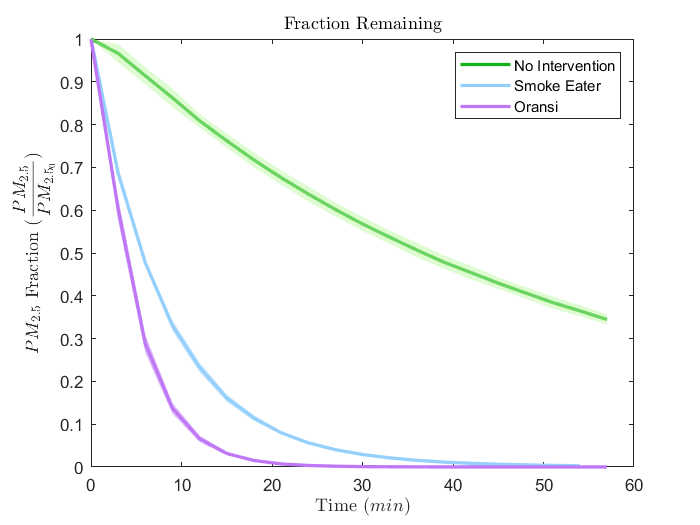 Fraction Remaining
1
0.9
0.8
0.7
0.6
0.5
0.4
0.3
0.2
0.1
0
PM2.5 Fraction (PM2.5/PM2.5₀)
No Intervention
Smoke Eater
Oransi
0 10 20 30 40 50 60
Time (min)